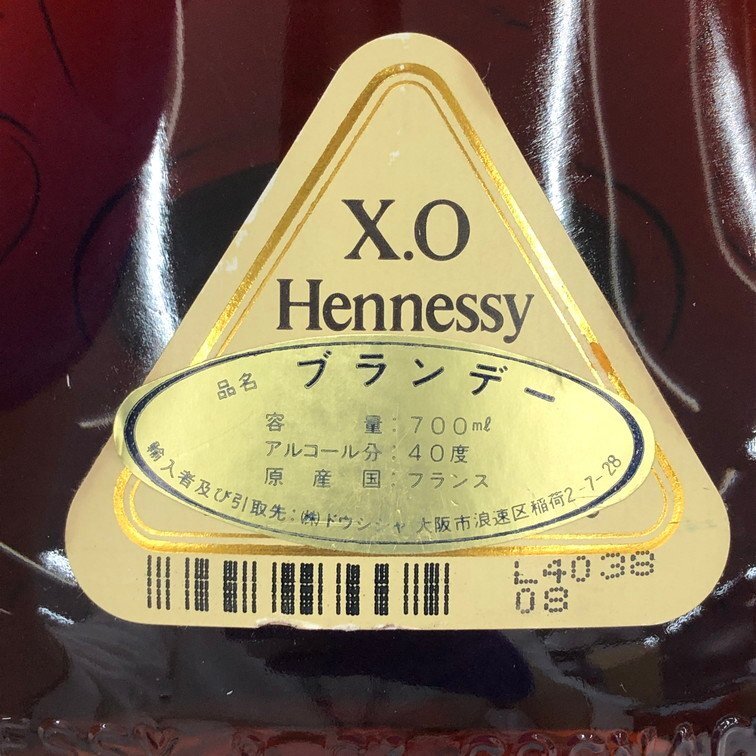 X.O
Hennessy
品名 ブランデー
容量:700ml
アルコール分:40度
原産国:フランス
輸入者及び引取先:㈱ドウシシャ 大阪市浪速区稲荷2-7-28
L4038
08